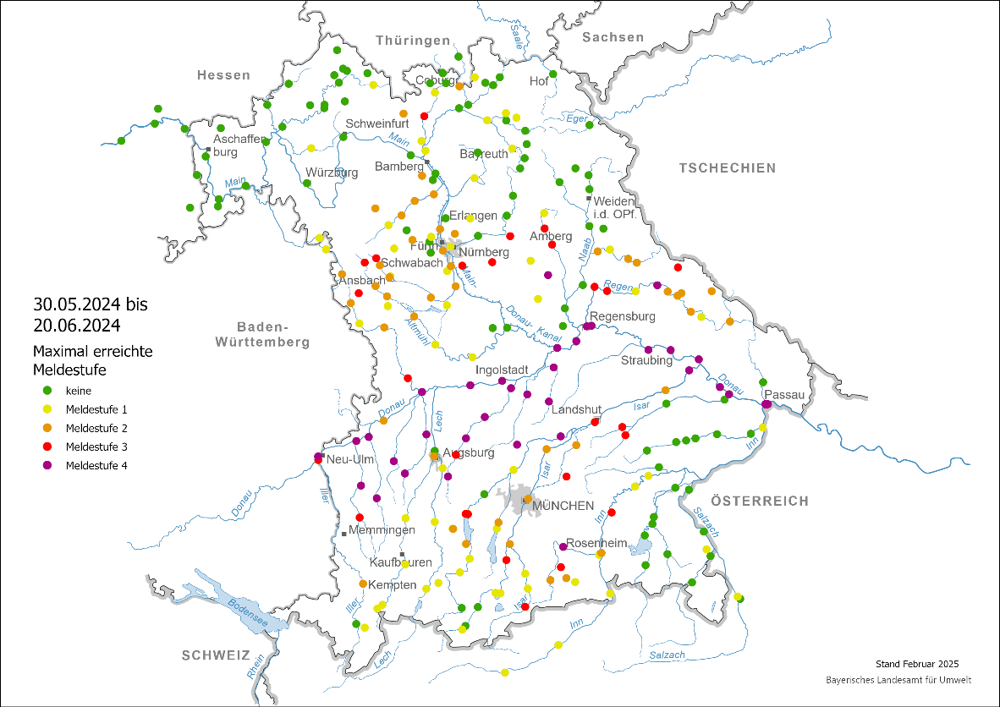 Thüringen
Sachsen
Saale
Hessen
Coburg
Hof
Eger
Schweinfurt
Main
Aschaffen
burg
Bayreuth
Bamberg
Würzburg
Main
TSCHECHIEN
Weiden
i.d. OPf.
Erlangen
Amberg
Fürth
Nürnberg
Naab
Schwabach
Main-
Ansbach
Regen
30.05.2024 bis
20.06.2024
Maximal erreichte
Meldestufe
keine
Meldestufe 1
Meldestufe 2
Meldestufe 3
Meldestufe 4
Baden-
Württemberg
Altmühl
Donau- Kanal
Regensburg
Straubing
Ingolstadt
Donau
Passau
Donau
Lech
Landshut
Isar
Inn
Augsburg
Neu-Ulm
Isar
Donau
Iller
MÜNCHEN
Inn
ÖSTERREICH
Salzach
Memmingen
Rosenheim
Kaufbeuren
Kempten
Iller
Isar
Bodensee
Inn
SCHWEIZ
Rhein
Lech
Salzach
Stand Februar 2025
Bayerisches Landesamt für Umwelt